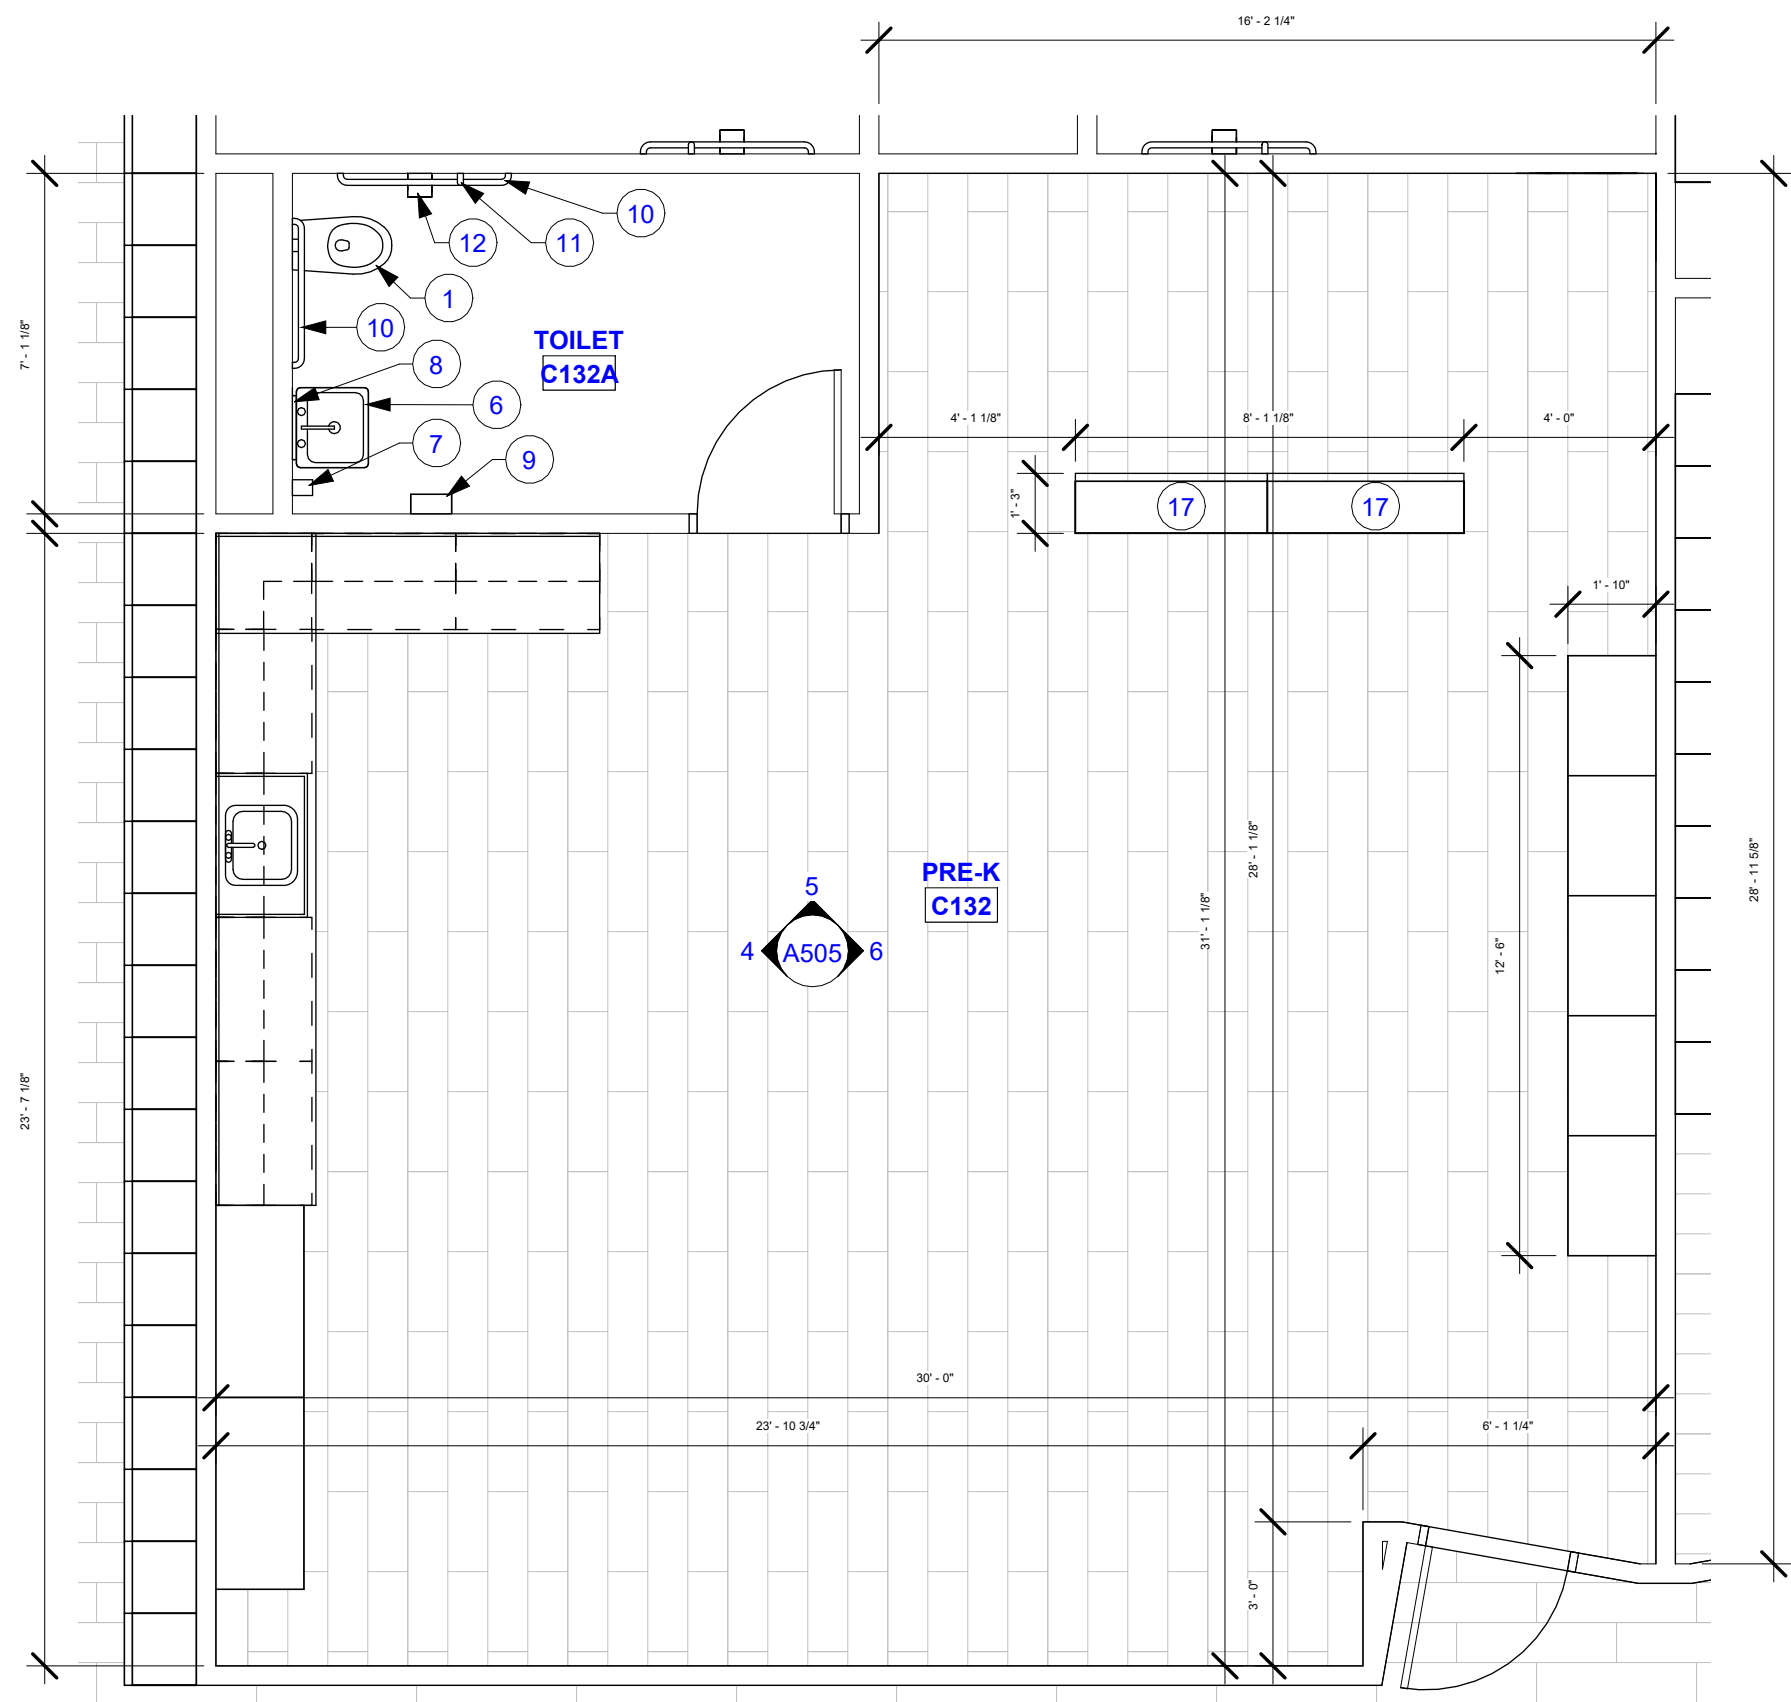 16' - 2 1/4"
10
12
11
1
10
7' - 1 1/8"
TOILET
C132A
8
6
7
9
4' - 1 1/8"
8' - 1 1/8"
4' - 0"
1' - 3"
17
17
1' - 10"
28' - 1 1/8"
28' - 11 5/8"
PRE-K
C132
5
4
A505
6
31' - 1 1/8"
12' - 6"
23' - 7 1/8"
30' - 0"
23' - 10 3/4"
6' - 1 1/4"
3' - 0"